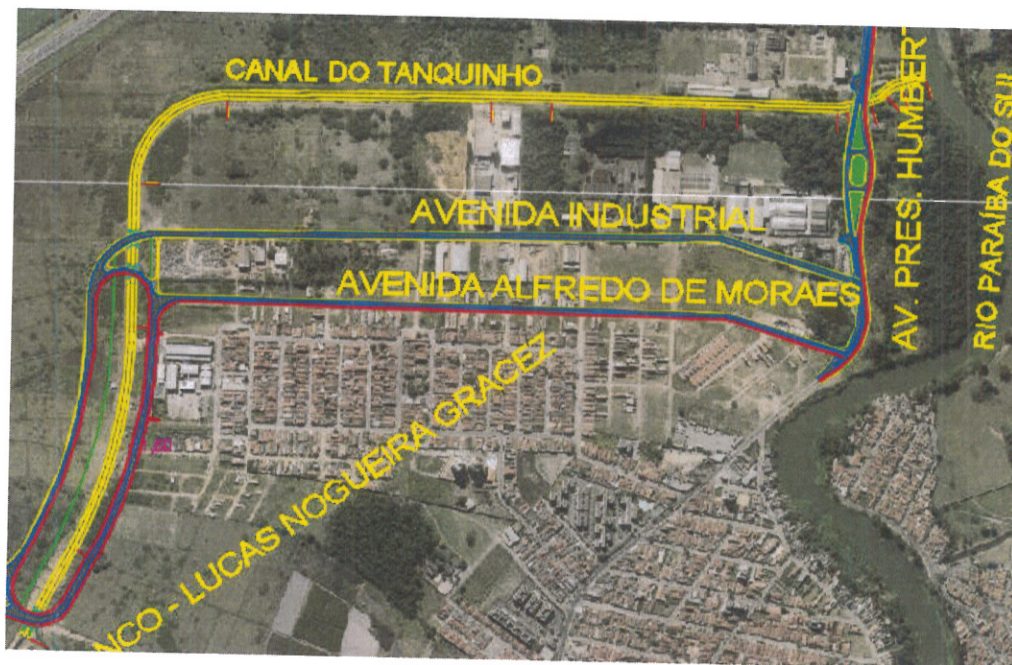 CANAL DO TANQUINHO
AVENIDA INDUSTRIAL
AVENIDA ALFREDO DE MORAES
AV. PRES. HUMBERT
RIO PARAÍBA DO SUL
NCO - LUCAS NOGUEIRA GRACEZ